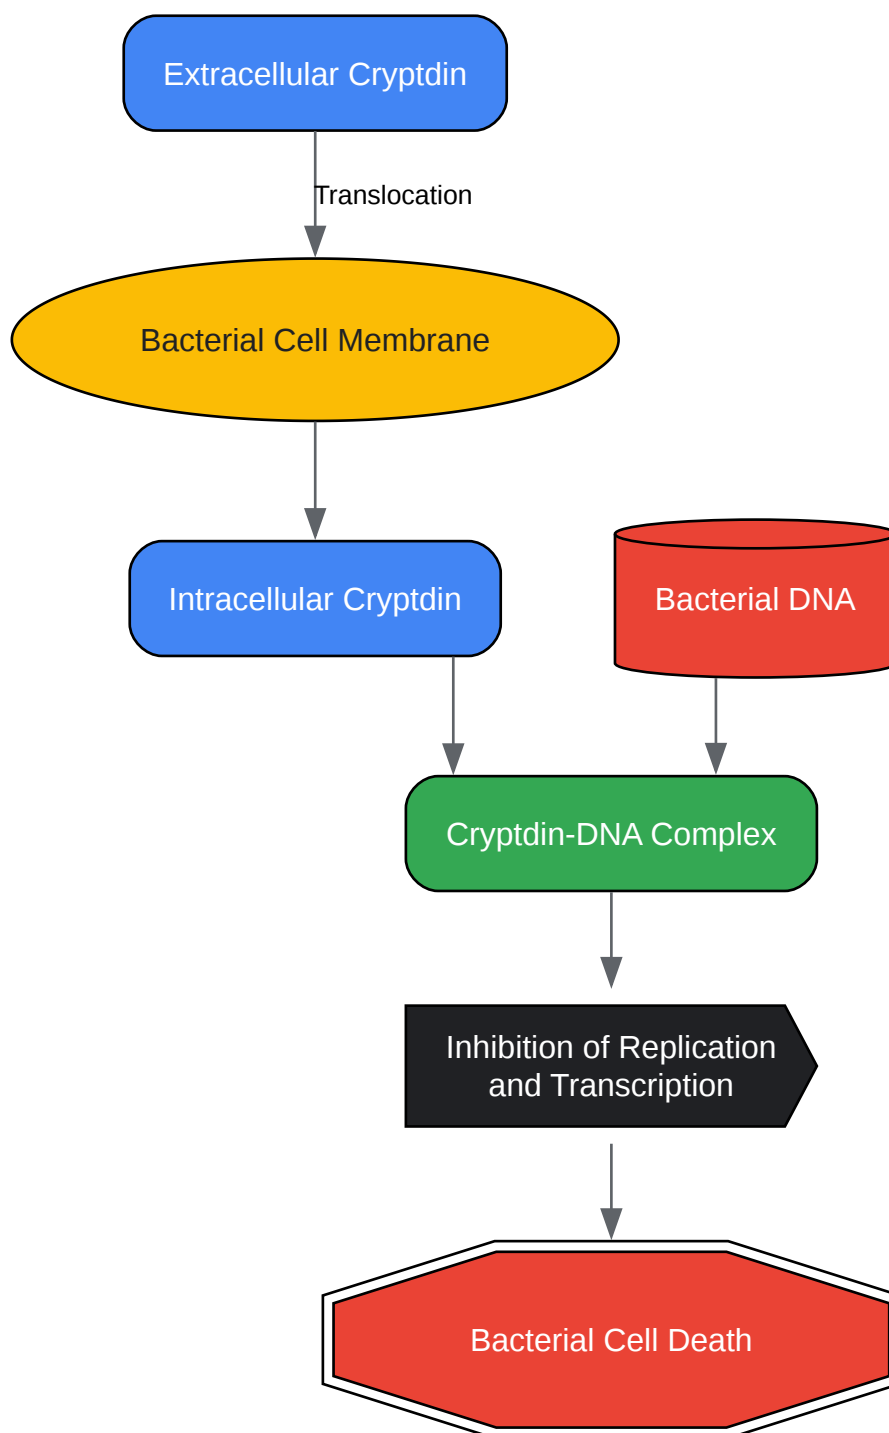 Extracellular Cryptdin
Translocation
Bacterial Cell Membrane
Intracellular Cryptdin
Bacterial DNA
Cryptdin-DNA Complex
Inhibition of Replication
and Transcription
Bacterial Cell Death